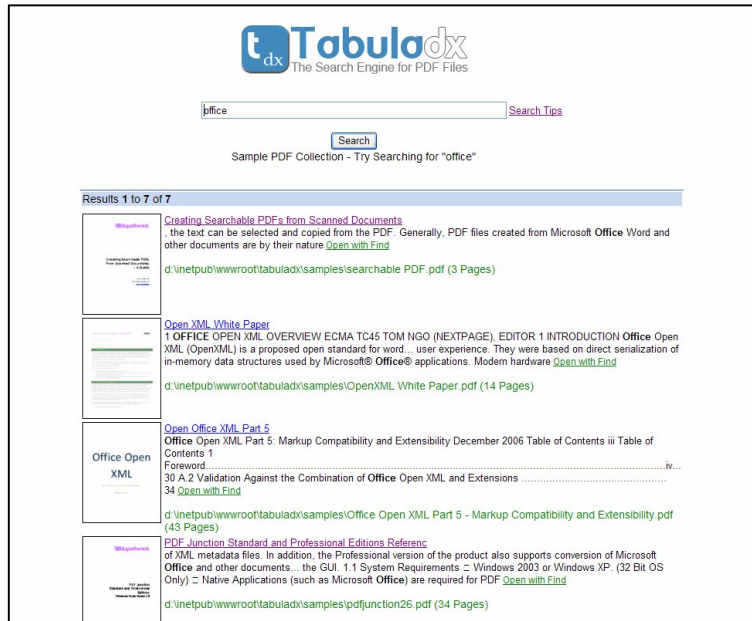 t dx Tabuladx
The Search Engine for PDF Files
office Search Tips
Search
Sample PDF Collection - Try Searching for "office"
Results 1 to 7 of 7
Creating Searchable PDFs from Scanned Documents
, the text can be selected and copied from the PDF. Generally, PDF files created from Microsoft Office Word and
other documents are by their nature Open with Find
d:\inetpub\wwwroot\tabuladx\samples\searchable PDF.pdf (3 Pages)
Open XML White Paper
1 OFFICE OPEN XML OVERVIEW ECMA TC45 TOM NGO (NEXTPAGE), EDITOR 1 INTRODUCTION Office Open
XML (OpenXML) is a proposed open standard for word... user experience. They were based on direct serialization of
in-memory data structures used by Microsoft® Office® applications. Modern hardware Open with Find
d:\inetpub\wwwroot\tabuladx\samples\OpenXML White Paper.pdf (14 Pages)
Office Open
XML
Open Office XML Part 5
Office Open XML Part 5: Markup Compatibility and Extensibility December 2006 Table of Contents iii Table of
Contents 1
Foreword...iv...
30 A.2 Validation Against the Combination of Office Open XML and Extensions ...
34 Open with Find
d:\inetpub\wwwroot\tabuladx\samples\Office Open XML Part 5 - Markup Compatibility and Extensibility.pdf
(43 Pages)
PDF Junction Standard and Professional Editions Referenc
of XML metadata files. In addition, the Professional version of the product also supports conversion of Microsoft
Office and other documents... the GUI. 1.1 System Requirements Windows 2003 or Windows XP. (32 Bit OS
Only) Native Applications (such as Microsoft Office) are required for PDF Open with Find
d:\inetpub\wwwroot\tabuladx\samples\pdfjunction26.pdf (34 Pages)